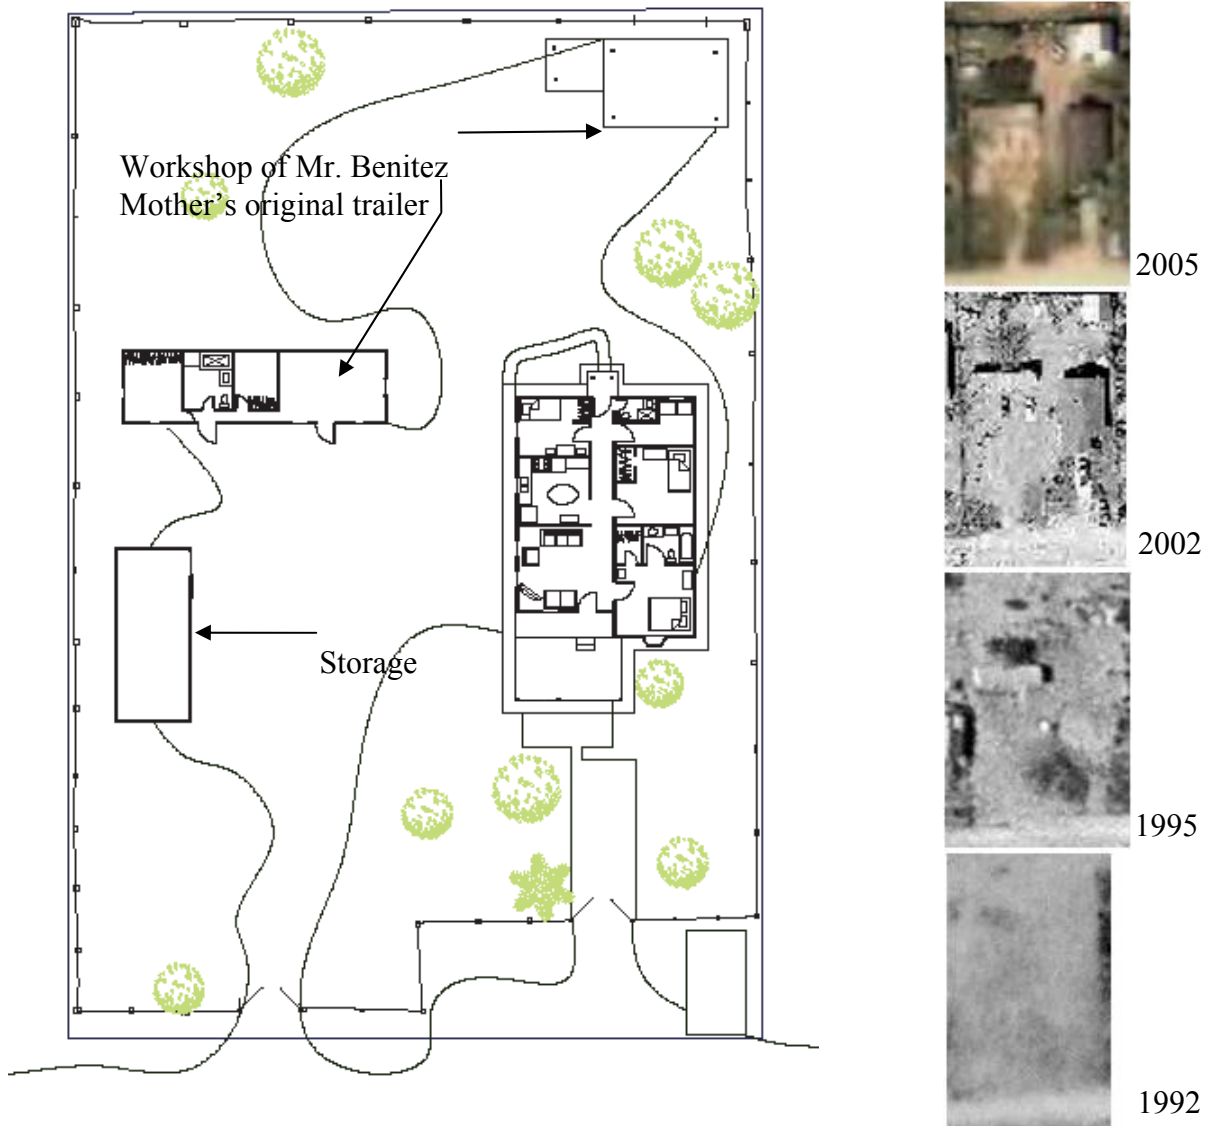 Workshop of Mr. Benitez
Mother’s original trailer
Storage
2005
2002
1995
1992